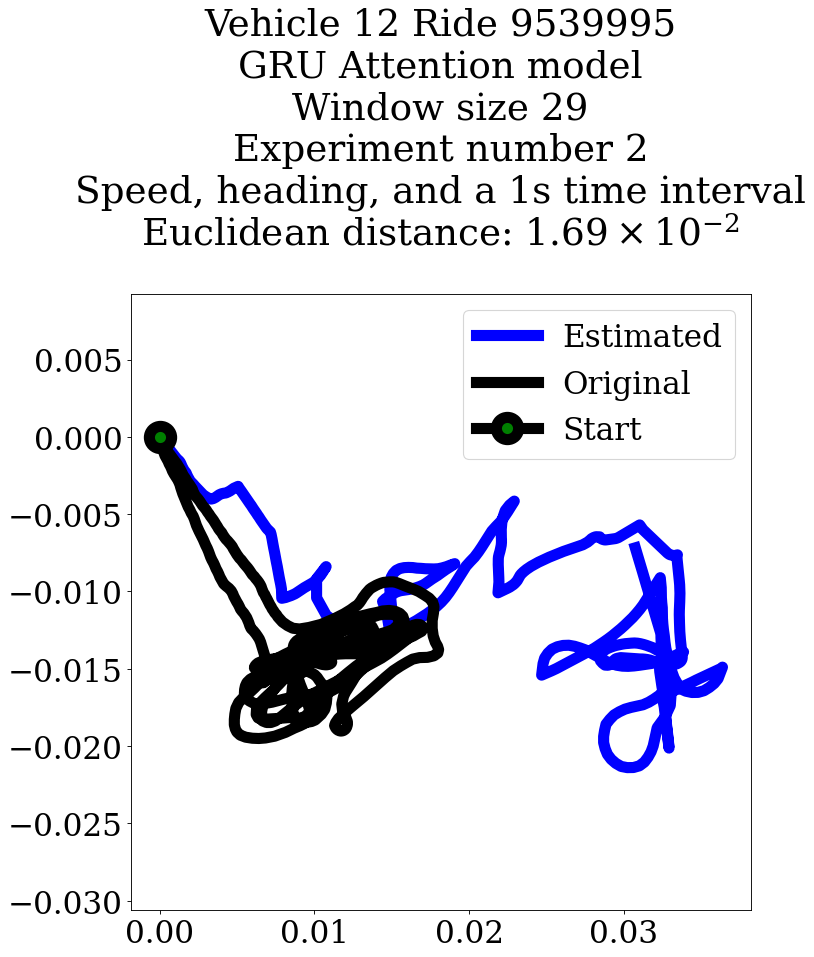 Vehicle 12 Ride 9539995
GRU Attention model
Window size 29
Experiment number 2
Speed, heading, and a 1s time interval
Euclidean distance: 1.69 × 10⁻²
Estimated
Original
Start
0.005
0.000
−0.005
−0.010
−0.015
−0.020
−0.025
−0.030
0.00 0.01 0.02 0.03